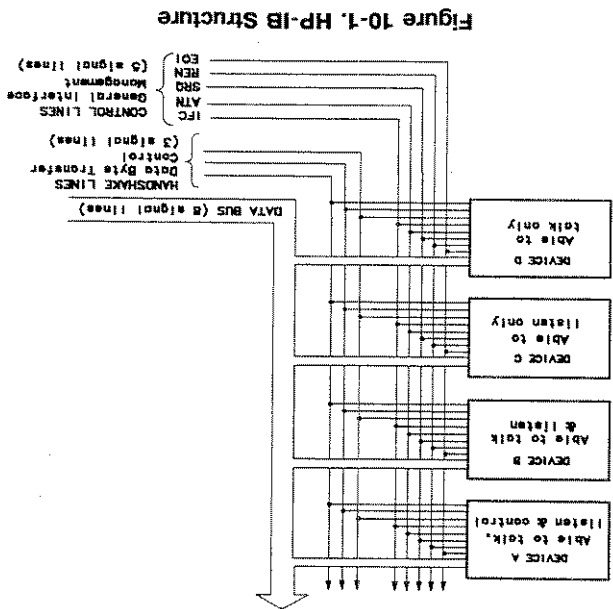 DEVICE A
Able to talk,
listen & control
DEVICE B
Able to talk
& listen
DEVICE C
Able to
listen only
DEVICE D
Able to
talk only
DATA BUS (8 signal lines)
HANDSHAKE LINES
Data Byte Transfer
Control
(3 signal lines)
IFC
ATN
SRQ
REN
EOI
CONTROL LINES
General Interface
Management
(5 signal lines)
Figure 10-1. HP-IB Structure